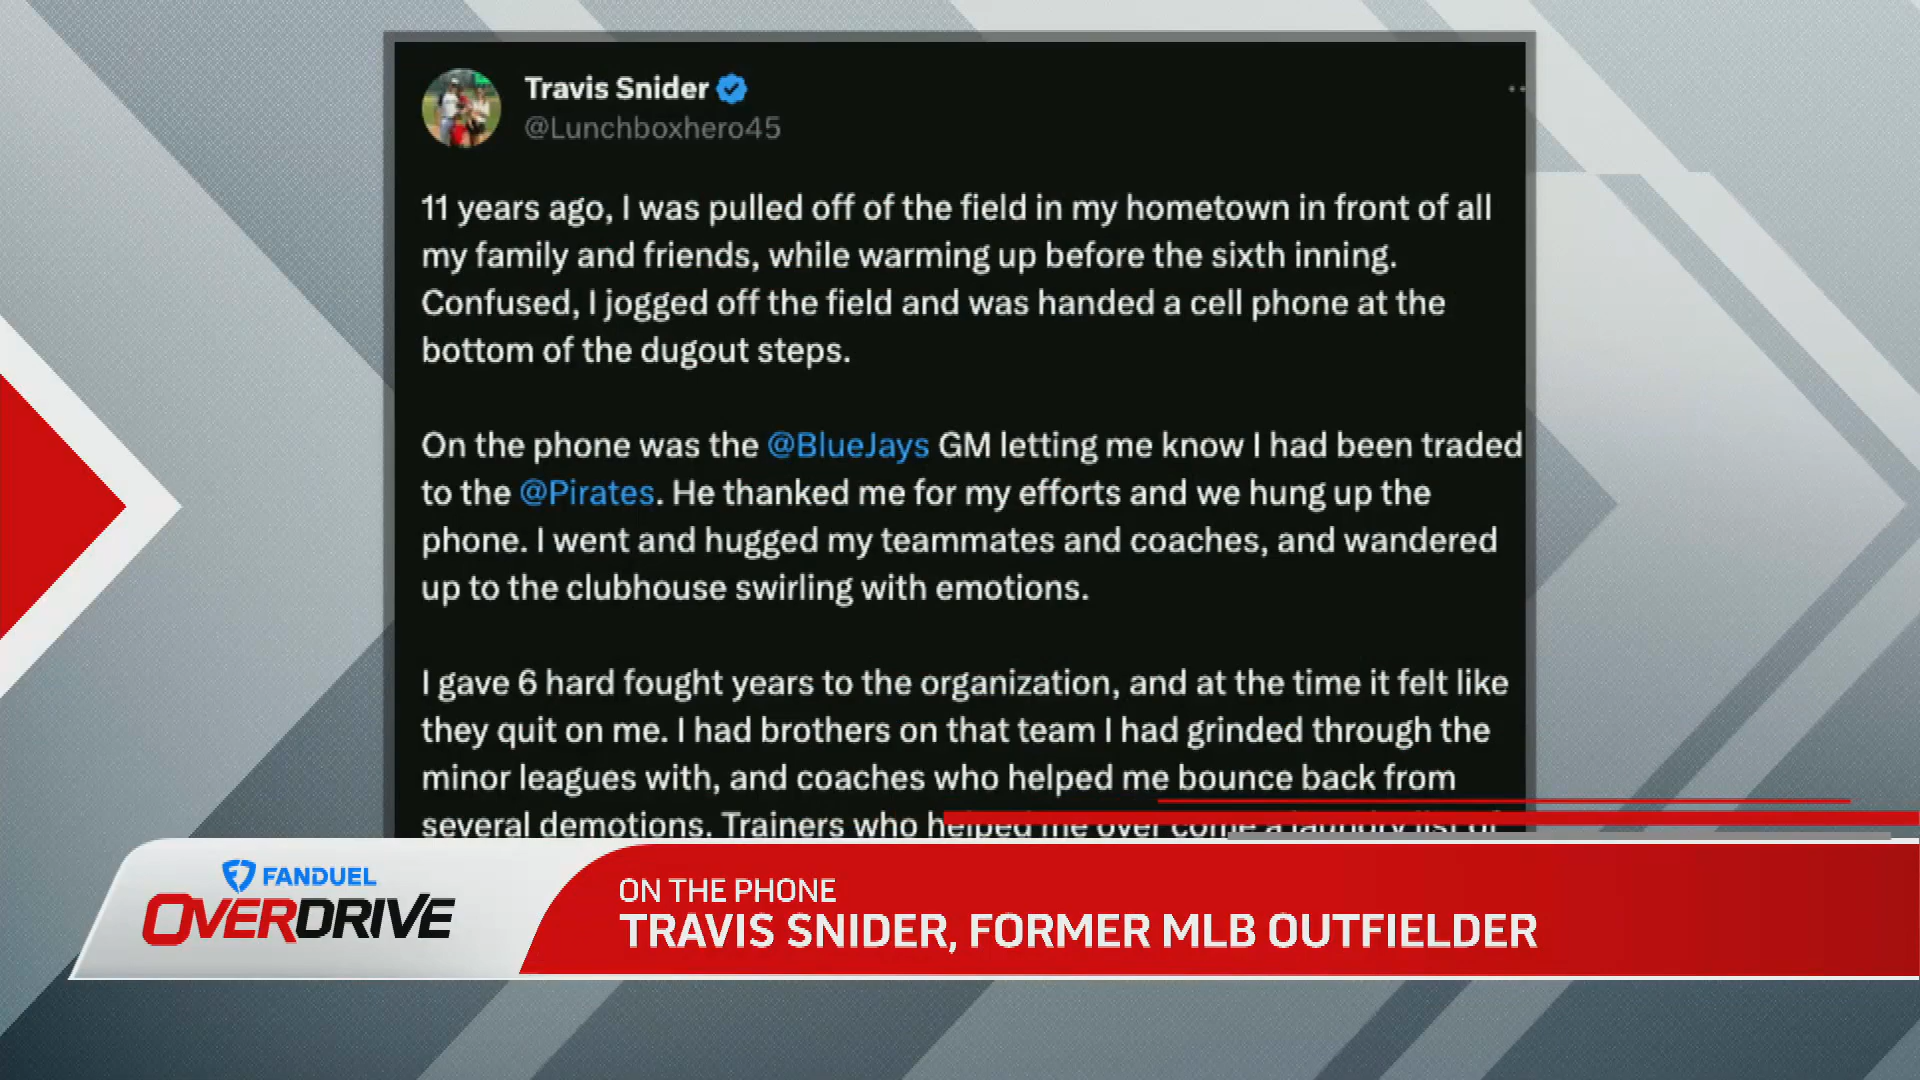 Travis Snider
@Lunchboxhero45
11 years ago, I was pulled off of the field in my hometown in front of all
my family and friends, while warming up before the sixth inning.
Confused, I jogged off the field and was handed a cell phone at the
bottom of the dugout steps.
On the phone was the @BlueJays GM letting me know I had been traded
to the @Pirates. He thanked me for my efforts and we hung up the
phone. I went and hugged my teammates and coaches, and wandered
up to the clubhouse swirling with emotions.
I gave 6 hard fought years to the organization, and at the time it felt like
they quit on me. I had brothers on that team I had grinded through the
minor leagues with, and coaches who helped me bounce back from
several demotions. Trainers who helped me over come a laundry list of
FANDUEL
OVERDRIVE
ON THE PHONE
TRAVIS SNIDER, FORMER MLB OUTFIELDER